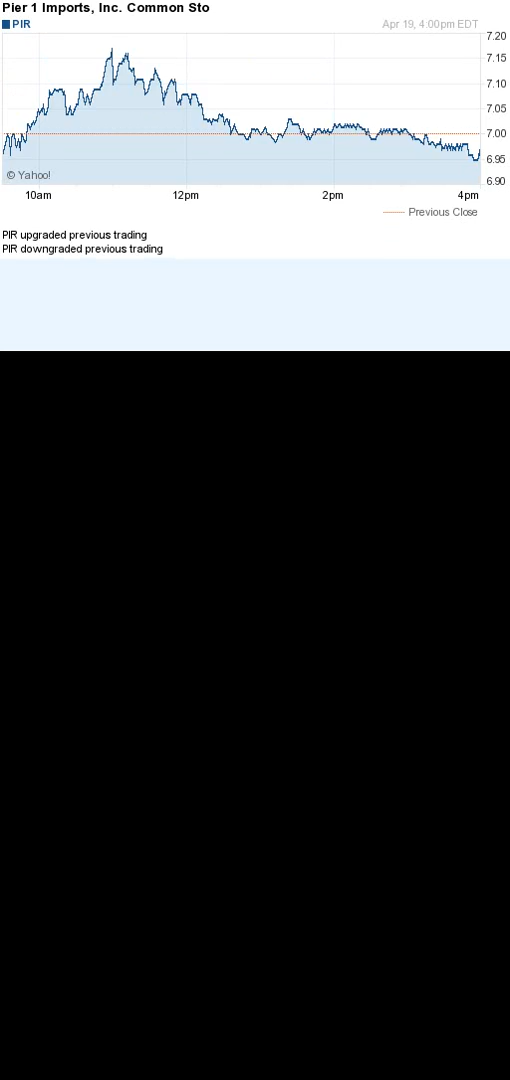 Pier 1 Imports, Inc. Common Sto
PIR Apr 19, 4:00pm EDT
7.20
7.15
7.10
7.05
7.00
6.95
6.90
© Yahoo!
10am 12pm 2pm 4pm
Previous Close
PIR upgraded previous trading
PIR downgraded previous trading